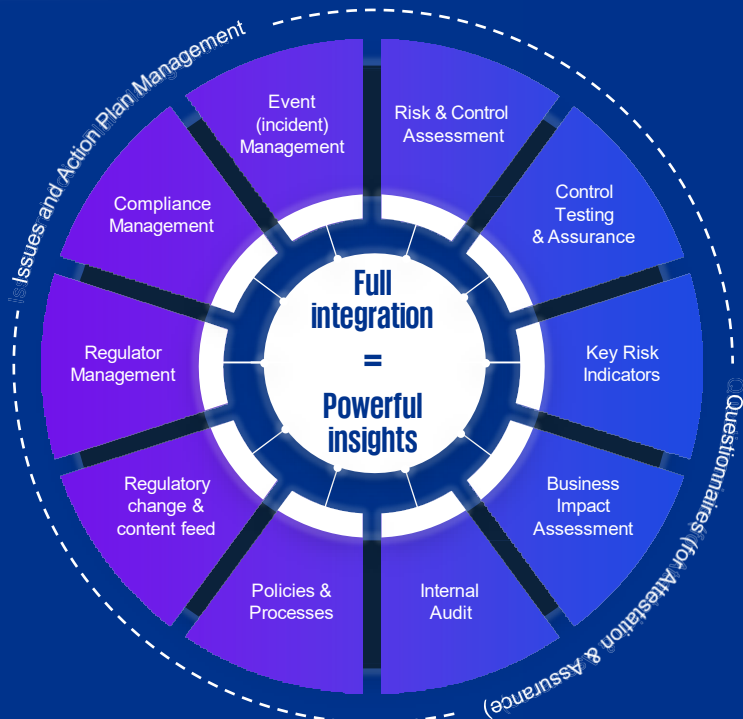 Issues and Action Plan Management
Event
(incident)
Management
Risk & Control
Assessment
Control
Testing
& Assurance
Key Risk
Indicators
Business
Impact
Assessment
Internal
Audit
Policies &
Processes
Regulatory
change &
content feed
Regulator
Management
Compliance
Management
Full
integration
=
Powerful
insights
Questionnaires (for Attestation & Assurance)